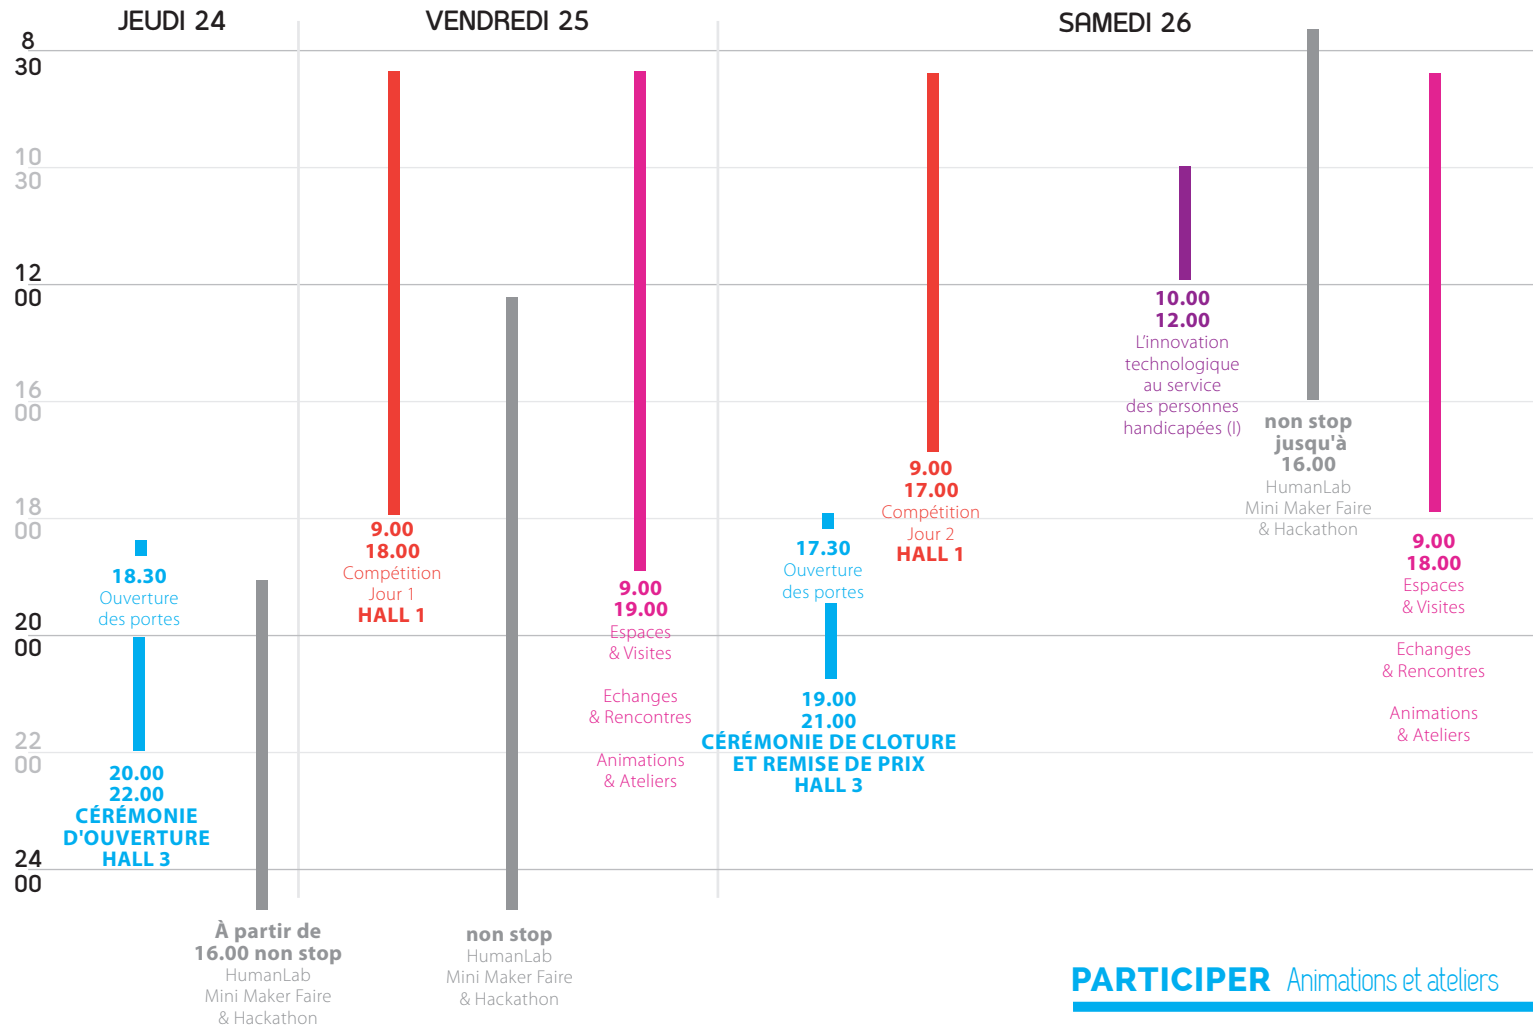 JEUDI 24
VENDREDI 25
SAMEDI 26
8
30
10
30
12
00
16
00
18
00
20
00
22
00
24
00
18.30
Ouverture
des portes
20.00
22.00
CÉRÉMONIE
D'OUVERTURE
HALL 3
À partir de
16.00 non stop
HumanLab
Mini Maker Faire
& Hackathon
9.00
18.00
Compétition
Jour 1
HALL 1
non stop
HumanLab
Mini Maker Faire
& Hackathon
9.00
19.00
Espaces
& Visites
Echanges
& Rencontres
Animations
& Ateliers
17.30
Ouverture
des portes
19.00
21.00
CÉRÉMONIE DE CLOTURE
ET REMISE DE PRIX
HALL 3
9.00
17.00
Compétition
Jour 2
HALL 1
10.00
12.00
L'innovation
technologique
au service
des personnes
handicapées (I)
non stop
jusqu'à
16.00
HumanLab
Mini Maker Faire
& Hackathon
9.00
18.00
Espaces
& Visites
Echanges
& Rencontres
Animations
& Ateliers
PARTICIPER Animations et ateliers